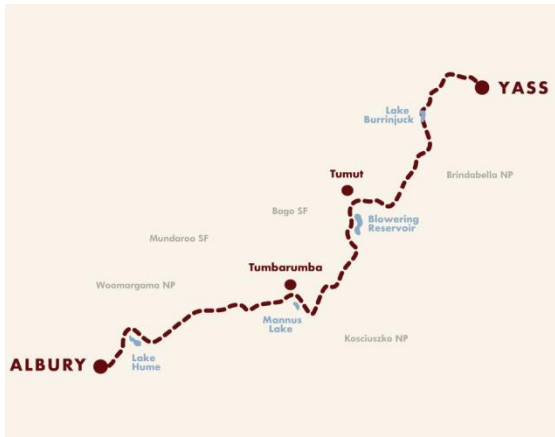 YASS
Lake
Burrinjuck
Brindabella NP
Tumut
Bago SF
Blowering
Reservoir
Mundaroo SF
Tumbarumba
Woomargama NP
Mannus
Lake
Kosciuszko NP
Lake
Hume
ALBURY